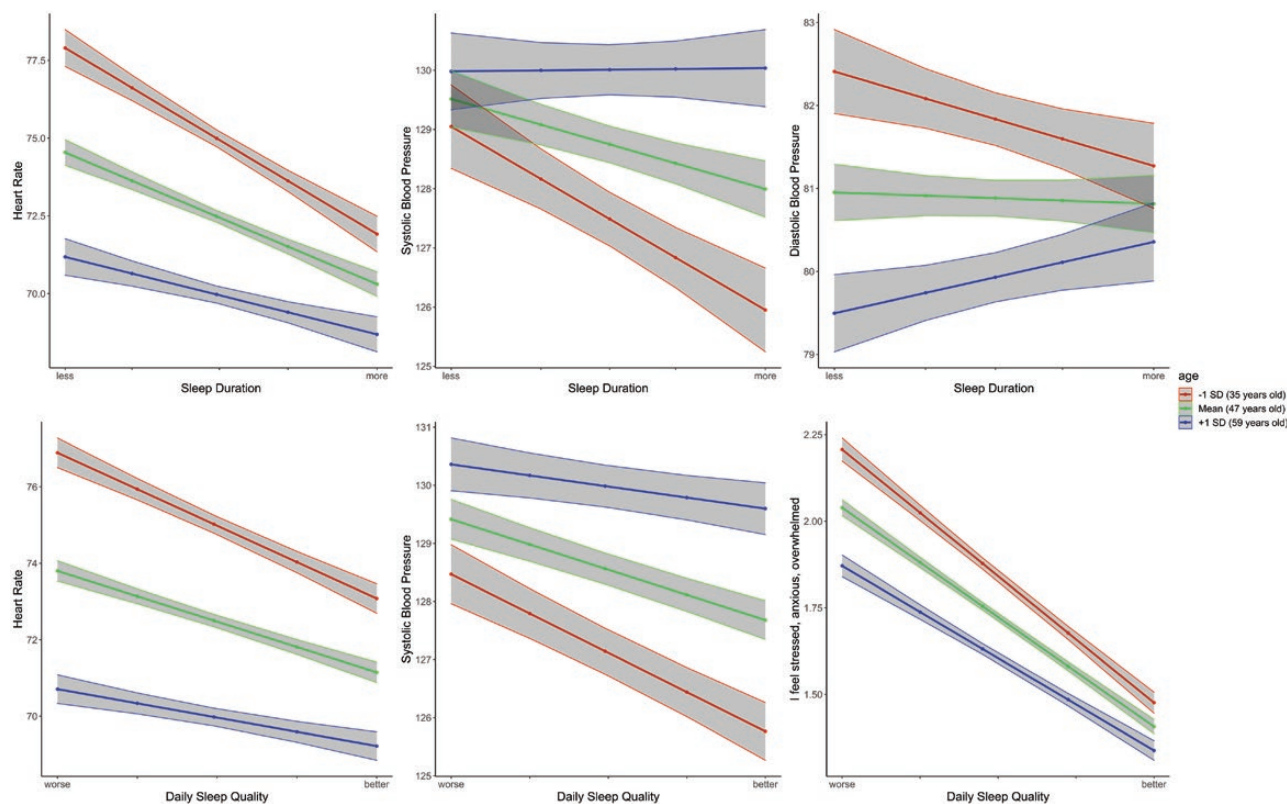 Heart Rate
77.5
75.0
72.5
70.0
less
more
Sleep Duration
Systolic Blood Pressure
130
129
128
127
126
125
less
more
Sleep Duration
Diastolic Blood Pressure
83
82
81
80
79
less
more
Sleep Duration
age
-1 SD (35 years old)
Mean (47 years old)
+1 SD (59 years old)
Heart Rate
76
74
72
70
worse
better
Daily Sleep Quality
Systolic Blood Pressure
131
130
129
128
127
126
125
worse
better
Daily Sleep Quality
I feel stressed, anxious, overwhelmed
2.25
2.00
1.75
1.50
worse
better
Daily Sleep Quality